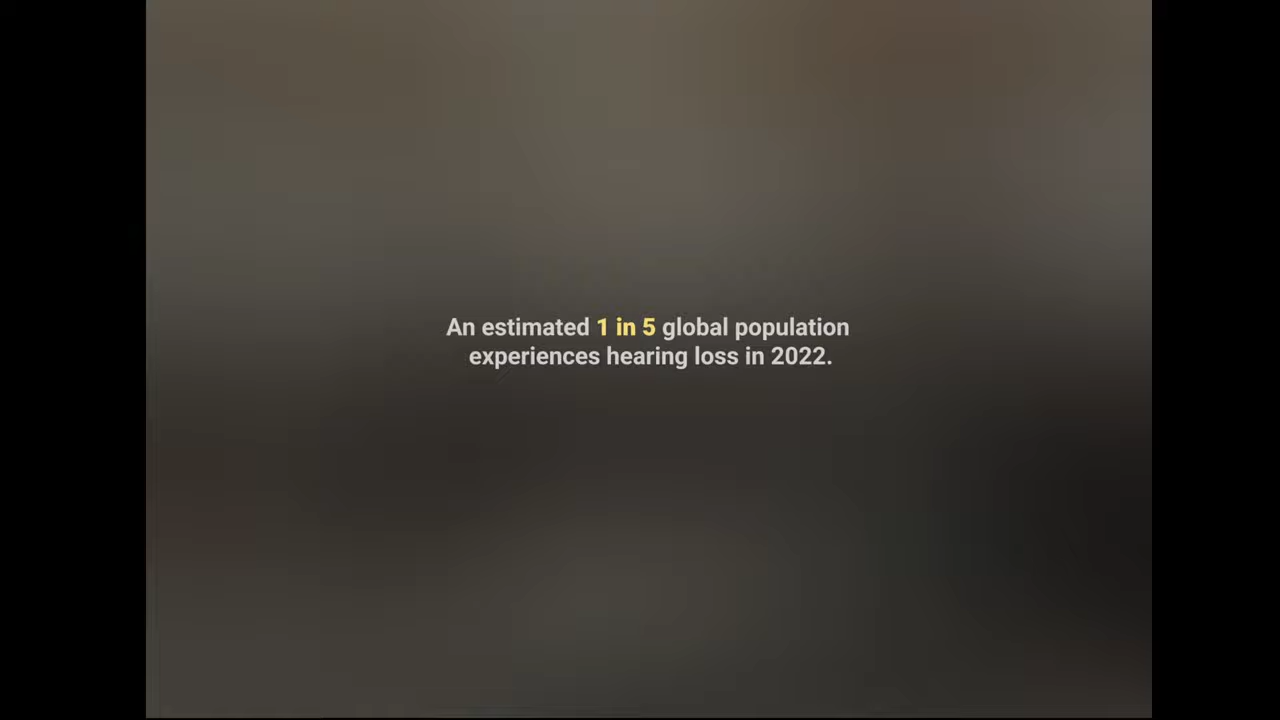 An estimated 1 in 5 global population
experiences hearing loss in 2022.